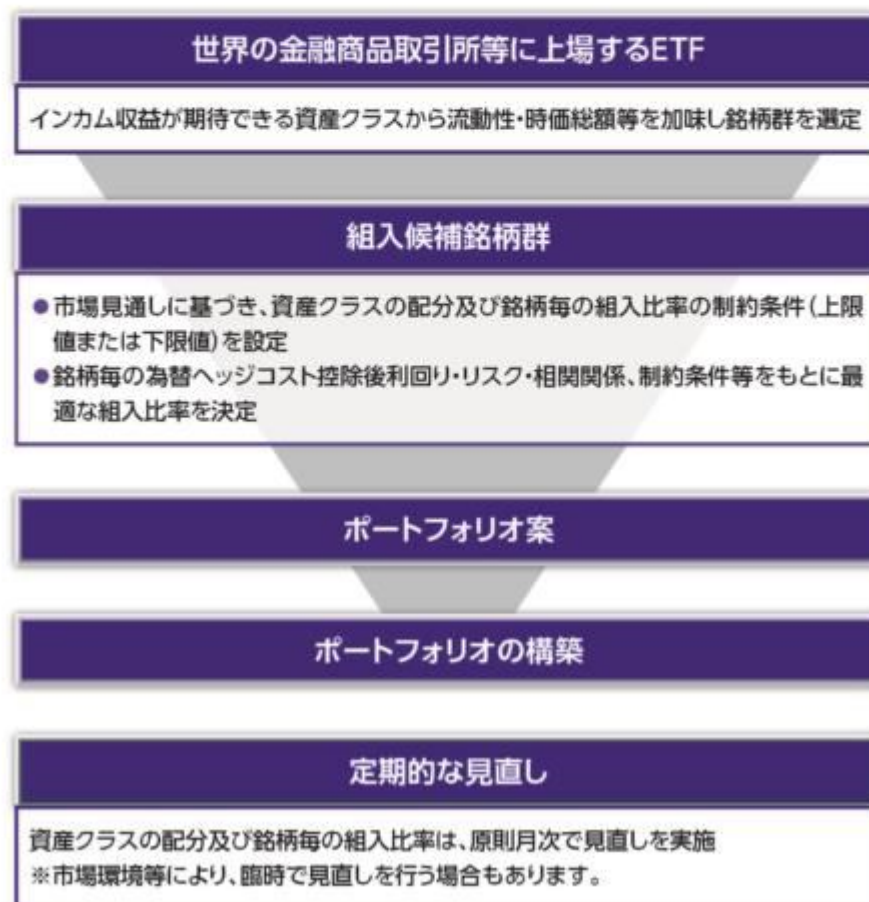 世界の金融商品取引所等に上場するETF
インカム収益が期待できる資産クラスから流動性・時価総額等を加味し銘柄群を選定
組入候補銘柄群
●市場見通しに基づき、資産クラスの配分及び銘柄毎の組入比率の制約条件(上限
値または下限値)を設定
●銘柄毎の為替ヘッジコスト控除後利回り・リスク・相関関係、制約条件等をもとに最
適な組入比率を決定
ポートフォリオ案
ポートフォリオの構築
定期的な見直し
資産クラスの配分及び銘柄毎の組入比率は、原則月次で見直しを実施
※市場環境等により、臨時で見直しを行う場合もあります。